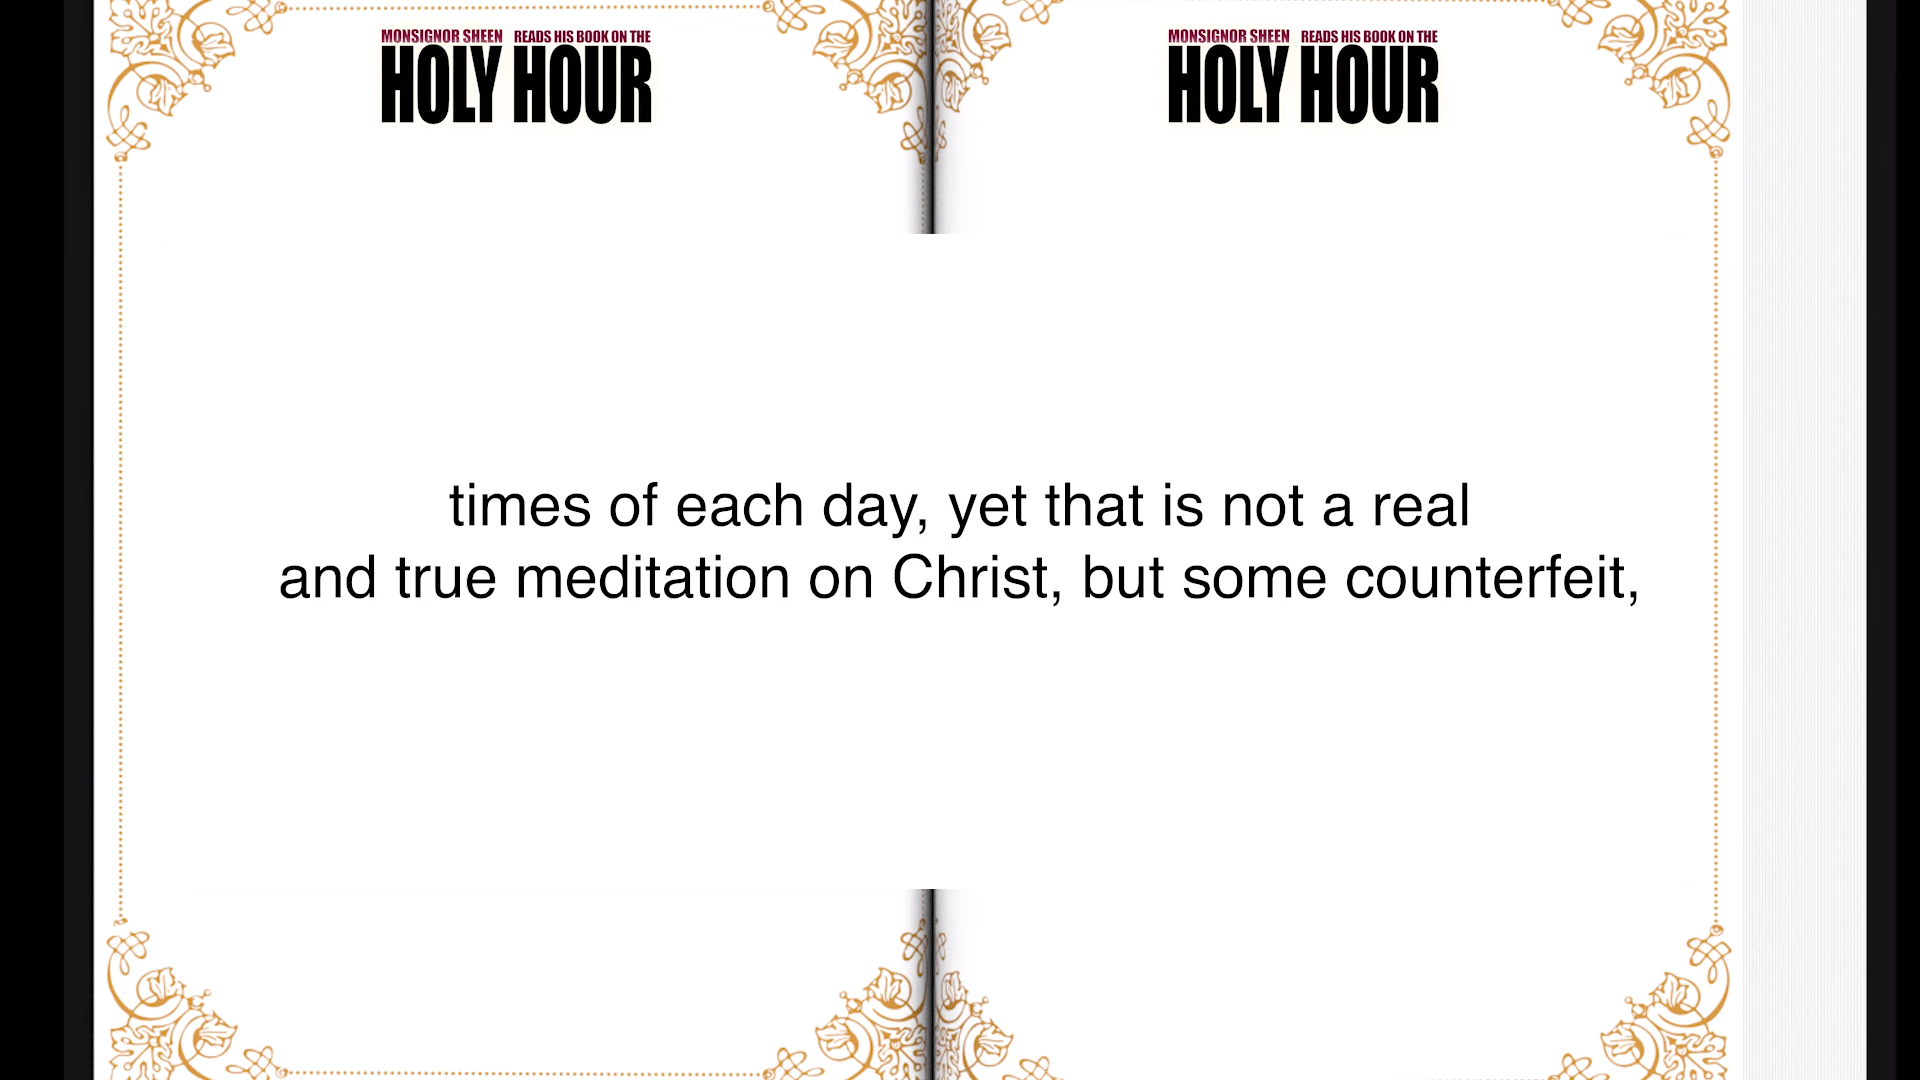 MONSIGNOR SHEEN READS HIS BOOK ON THE
HOLY HOUR
MONSIGNOR SHEEN READS HIS BOOK ON THE
HOLY HOUR
times of each day, yet that is not a real
and true meditation on Christ, but some counterfeit,